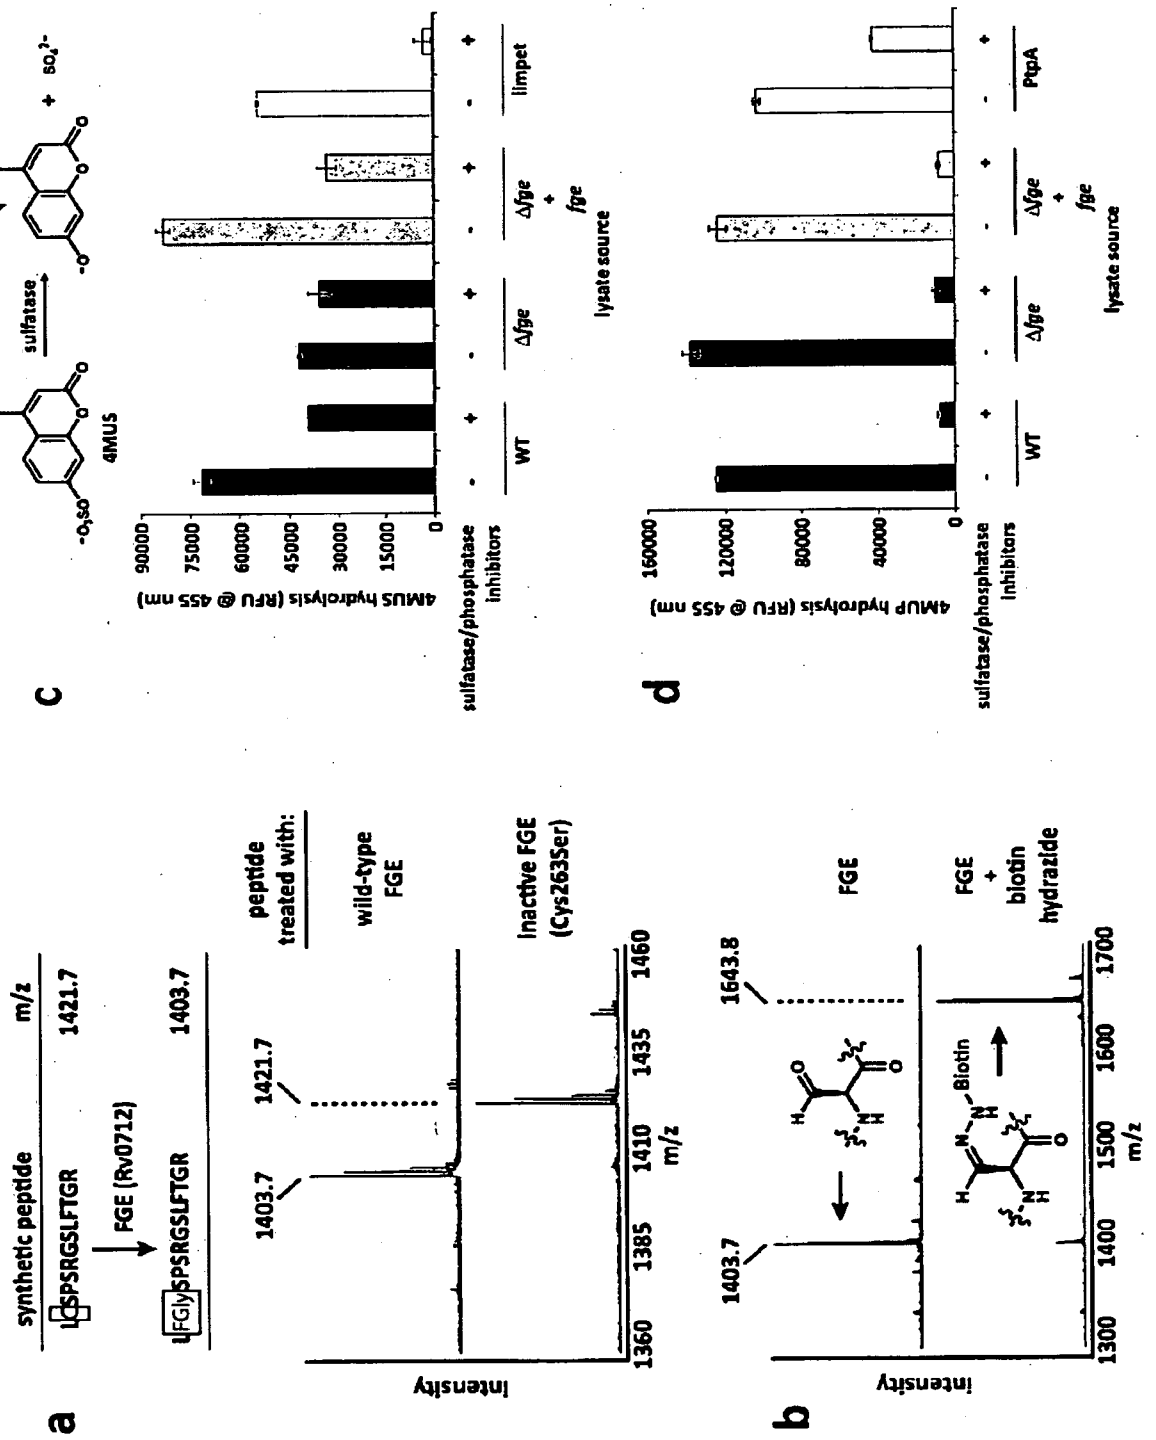 a
synthetic peptide m/z
LCSPSRGSLFTGR 1421.7
FGE (Rv0712)
LFGlySPSRGSLFTGR 1403.7
peptide
treated with:
1403.7
1421.7
wild-type
FGE
Inactive FGE
(Cys263Ser)
intensity
1360 1385 1410 1435 1460
m/z
b
1403.7
1643.8
H O
N
H
O
FGE
H N N Biotin
H
N
H
O
FGE
+
biotin
hydrazide
intensity
1300 1400 1500 1600 1700
m/z
c
-O3SO O O
4MUS
sulfatase
-O O O + SO4 2-
4MUS hydrolysis (RFU @ 455 nm)
90000
75000
60000
45000
30000
15000
0
sulfatase/phosphatase
inhibitors
- + - + - + - +
WT Δfge Δfge
+
fge limpet
lysate source
d
4MUP hydrolysis (RFU @ 455 nm)
160000
120000
80000
40000
0
sulfatase/phosphatase
inhibitors
- + - + - + - +
WT Δfge Δfge
+
fge PtpA
lysate source